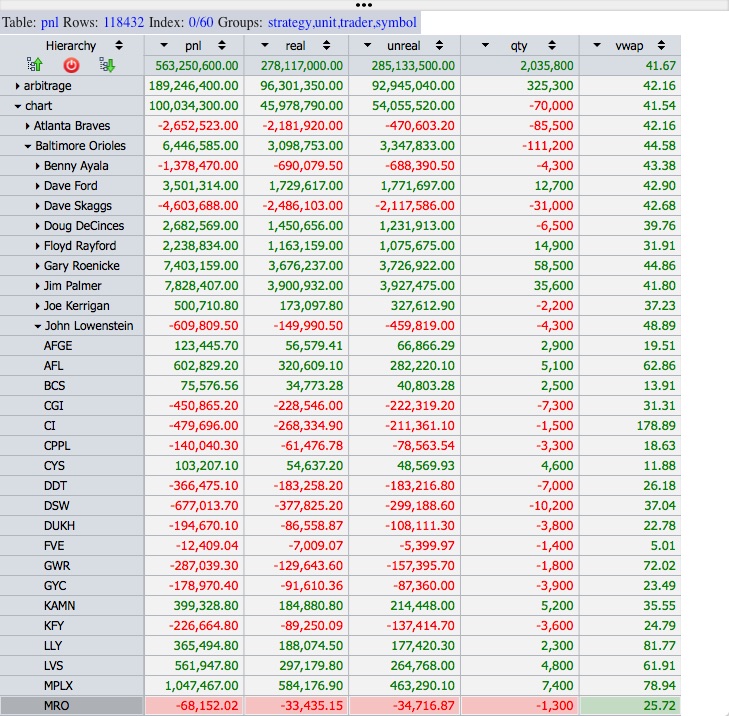 Table: pnl Rows: 118432 Index: 0/60 Groups: strategy,unit,trader,symbol
Hierarchy pnl real unreal qty vwap
563,250,600.00 278,117,000.00 285,133,500.00 2,035,800 41.67
arbitrage 189,246,400.00 96,301,350.00 92,945,040.00 325,300 42.16
chart 100,034,300.00 45,978,790.00 54,055,520.00 -70,000 41.54
Atlanta Braves -2,652,523.00 -2,181,920.00 -470,603.20 -85,500 42.16
Baltimore Orioles 6,446,585.00 3,098,753.00 3,347,833.00 -111,200 44.58
Benny Ayala -1,378,470.00 -690,079.50 -688,390.50 -4,300 43.38
Dave Ford 3,501,314.00 1,729,617.00 1,771,697.00 12,700 42.90
Dave Skaggs -4,603,688.00 -2,486,103.00 -2,117,586.00 -31,000 42.68
Doug DeCinces 2,682,569.00 1,450,656.00 1,231,913.00 -6,500 39.76
Floyd Rayford 2,238,834.00 1,163,159.00 1,075,675.00 14,900 31.91
Gary Roenicke 7,403,159.00 3,676,237.00 3,726,922.00 58,500 44.86
Jim Palmer 7,828,407.00 3,900,932.00 3,927,475.00 35,600 41.80
Joe Kerrigan 500,710.80 173,097.80 327,612.90 -2,200 37.23
John Lowenstein -609,809.50 -149,990.50 -459,819.00 -4,300 48.89
AFGE 123,445.70 56,579.41 66,866.29 2,900 19.51
AFL 602,829.20 320,609.10 282,220.10 5,100 62.86
BCS 75,576.56 34,773.28 40,803.28 2,500 13.91
CGI -450,865.20 -228,546.00 -222,319.20 -7,300 31.31
CI -479,696.00 -268,334.90 -211,361.10 -1,500 178.89
CPPL -140,040.30 -61,476.78 -78,563.54 -3,300 18.63
CYS 103,207.10 54,637.20 48,569.93 4,600 11.88
DDT -366,475.10 -183,258.20 -183,216.80 -7,000 26.18
DSW -677,013.70 -377,825.20 -299,188.60 -10,200 37.04
DUKH -194,670.10 -86,558.87 -108,111.30 -3,800 22.78
FVE -12,409.04 -7,009.07 -5,399.97 -1,400 5.01
GWR -287,039.30 -129,643.60 -157,395.70 -1,800 72.02
GYC -178,970.40 -91,610.36 -87,360.00 -3,900 23.49
KAMN 399,328.80 184,880.80 214,448.00 5,200 35.55
KFY -226,664.80 -89,250.09 -137,414.70 -3,600 24.79
LLY 365,494.80 188,074.50 177,420.30 2,300 81.77
LVS 561,947.80 297,179.80 264,768.00 4,800 61.91
MPLX 1,047,467.00 584,176.90 463,290.10 7,400 78.94
MRO -68,152.02 -33,435.15 -34,716.87 -1,300 25.72